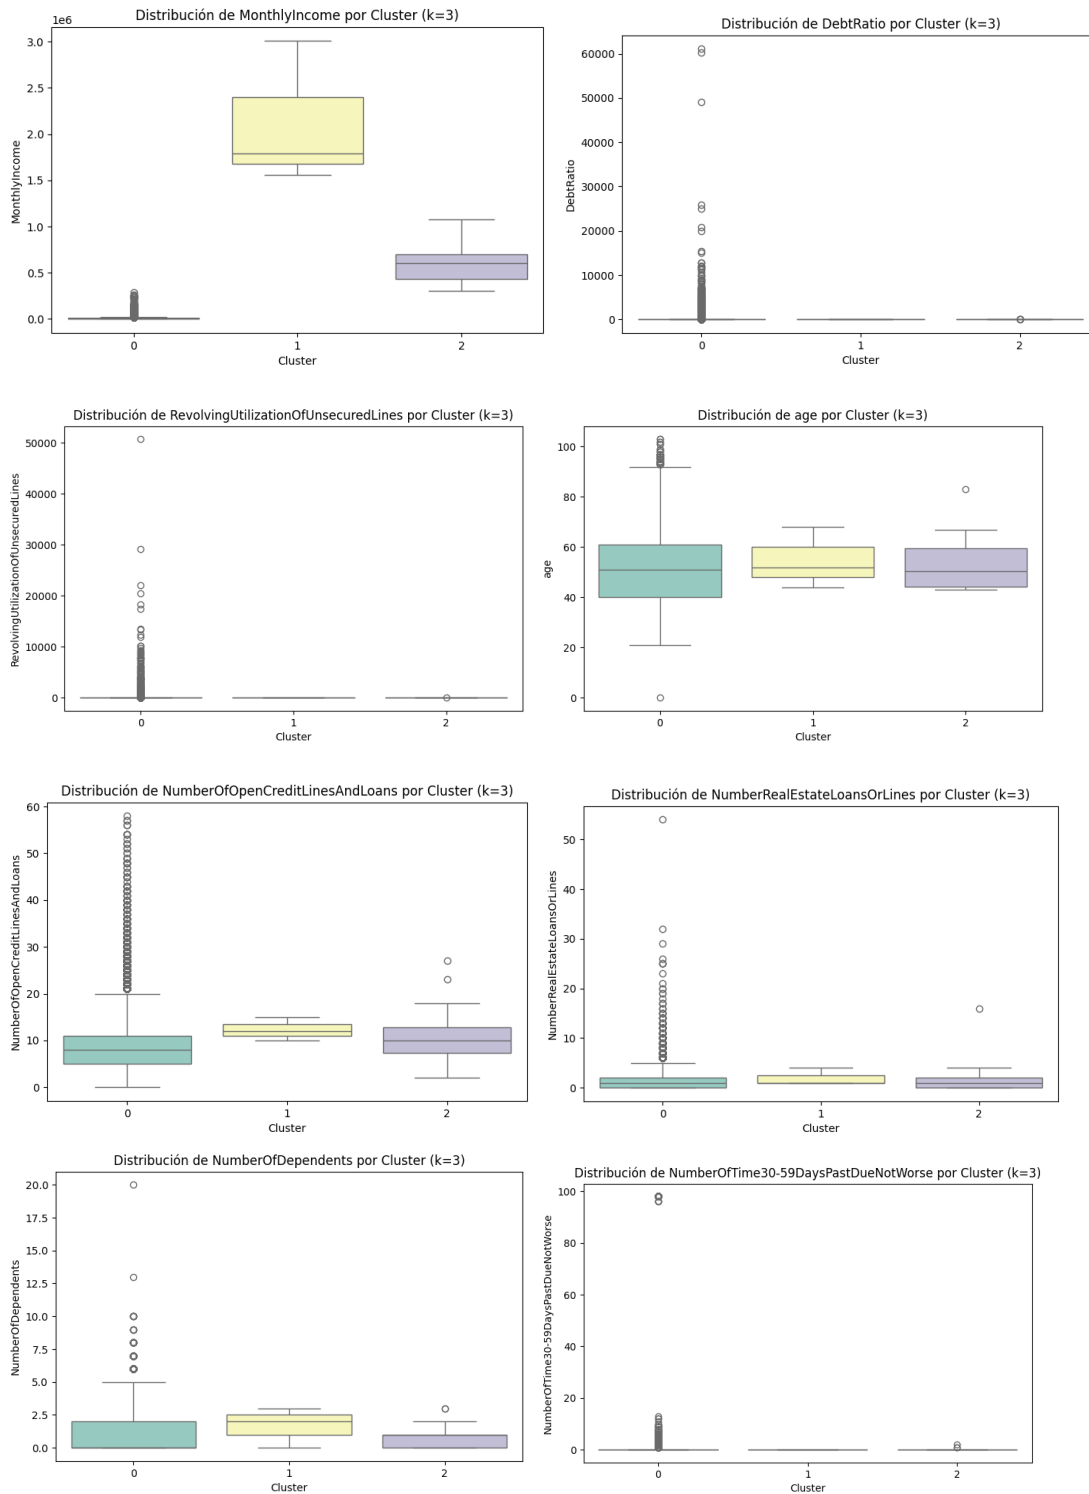 Distribución de MonthlyIncome por Cluster (k=3)
1e6
3.0
2.5
2.0
1.5
1.0
0.5
0.0
MonthlyIncome
0 1 2
Cluster
Distribución de DebtRatio por Cluster (k=3)
60000
50000
40000
30000
20000
10000
0
DebtRatio
0 1 2
Cluster
Distribución de RevolvingUtilizationOfUnsecuredLines por Cluster (k=3)
50000
40000
30000
20000
10000
0
RevolvingUtilizationOfUnsecuredLines
0 1 2
Cluster
Distribución de age por Cluster (k=3)
100
80
60
40
20
0
age
0 1 2
Cluster
Distribución de NumberOfOpenCreditLinesAndLoans por Cluster (k=3)
60
50
40
30
20
10
0
NumberOfOpenCreditLinesAndLoans
0 1 2
Cluster
Distribución de NumberRealEstateLoansOrLines por Cluster (k=3)
50
40
30
20
10
0
NumberRealEstateLoansOrLines
0 1 2
Cluster
Distribución de NumberOfDependents por Cluster (k=3)
20.0
17.5
15.0
12.5
10.0
7.5
5.0
2.5
0.0
NumberOfDependents
0 1 2
Cluster
Distribución de NumberOfTime30-59DaysPastDueNotWorse por Cluster (k=3)
100
80
60
40
20
0
NumberOfTime30-59DaysPastDueNotWorse
0 1 2
Cluster